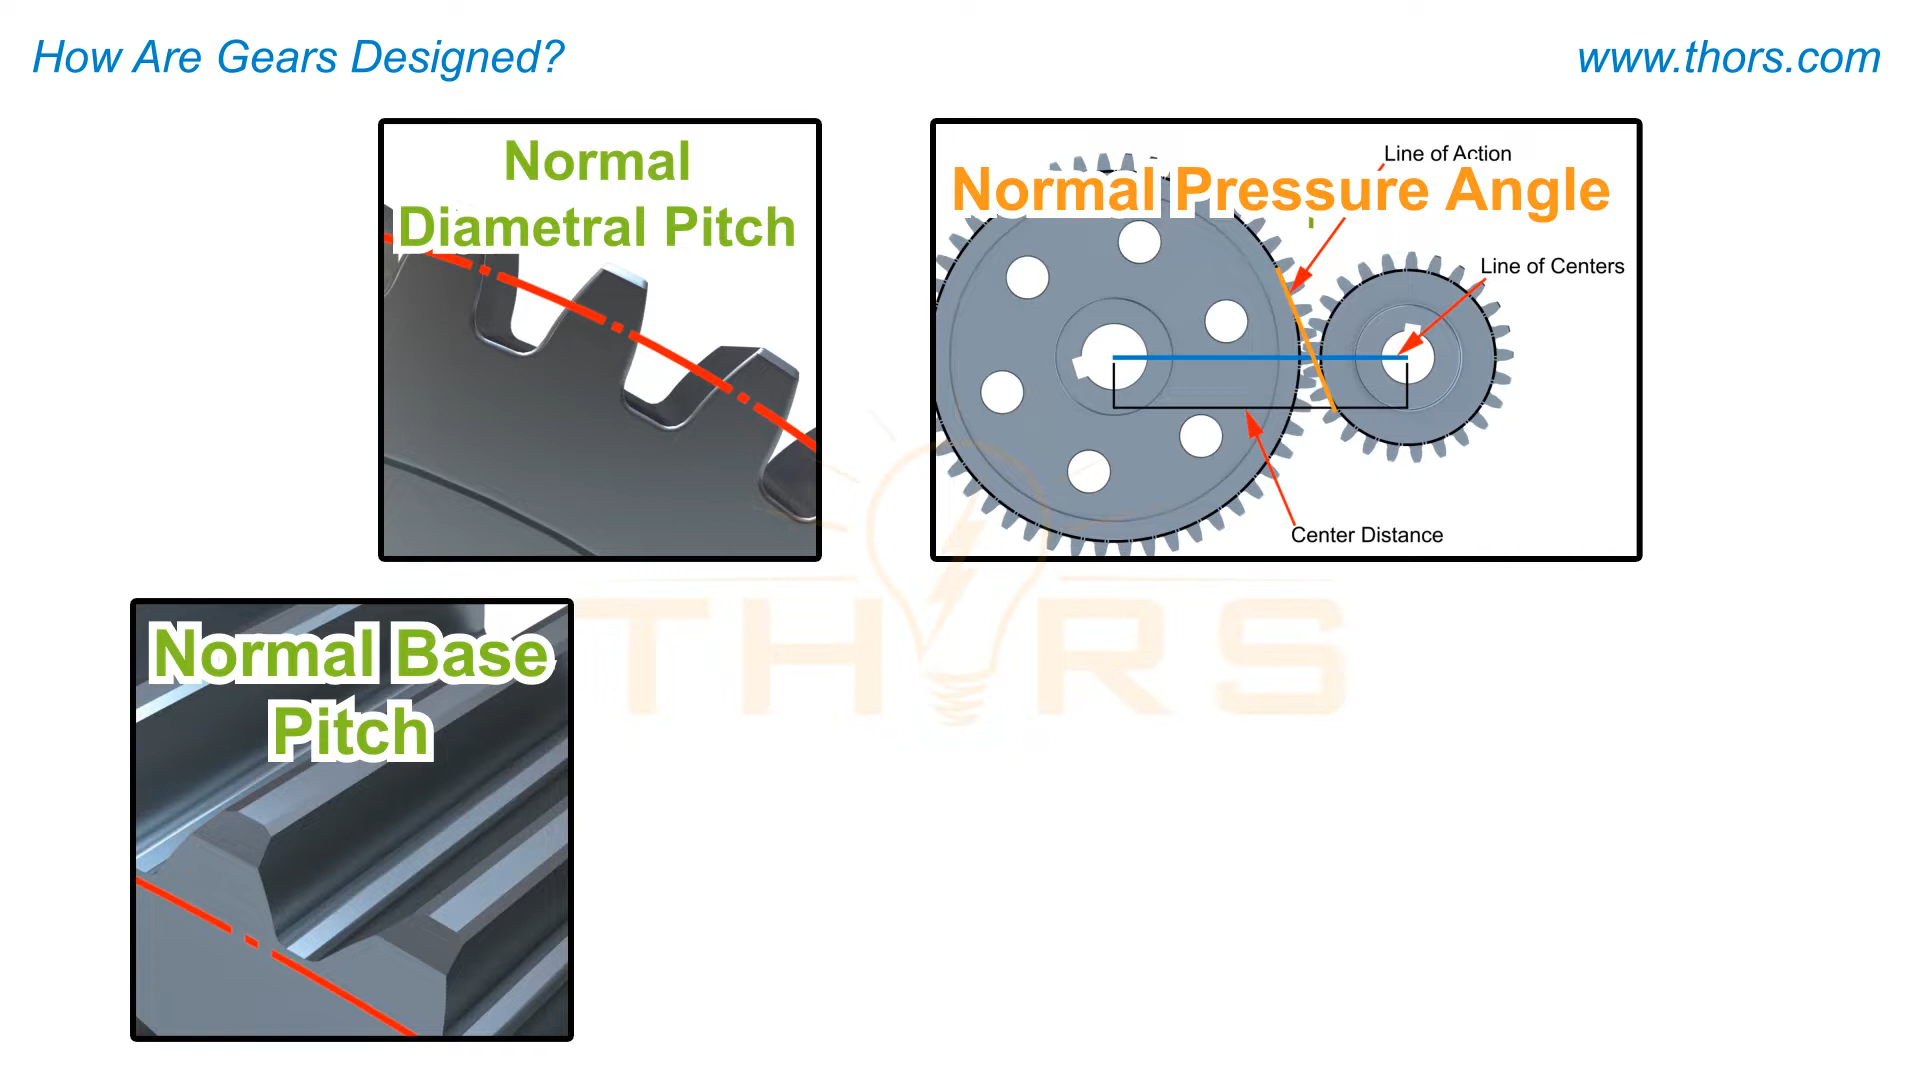 How Are Gears Designed?
www.thors.com
Normal
Diametral Pitch
Line of Action
Normal Pressure Angle
Line of Centers
Center Distance
Normal Base
Pitch
THORS